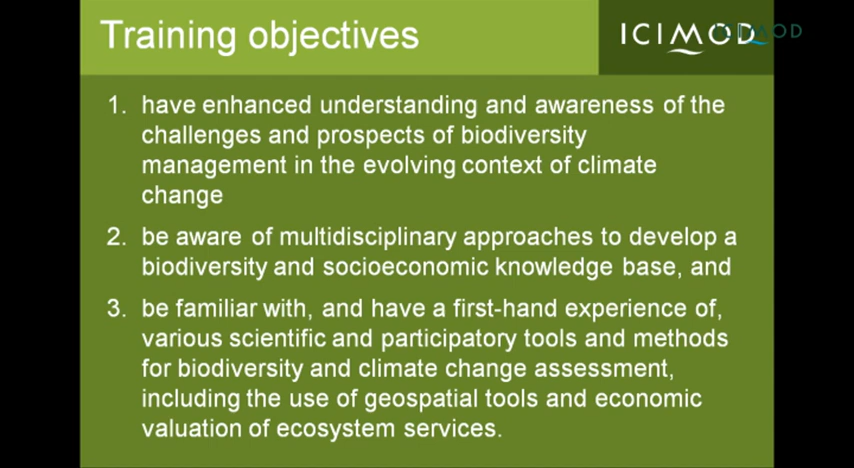 Training objectives
ICIMOD
ICIMOD
1. have enhanced understanding and awareness of the
challenges and prospects of biodiversity
management in the evolving context of climate
change
2. be aware of multidisciplinary approaches to develop a
biodiversity and socioeconomic knowledge base, and
3. be familiar with, and have a first-hand experience of,
various scientific and participatory tools and methods
for biodiversity and climate change assessment,
including the use of geospatial tools and economic
valuation of ecosystem services.